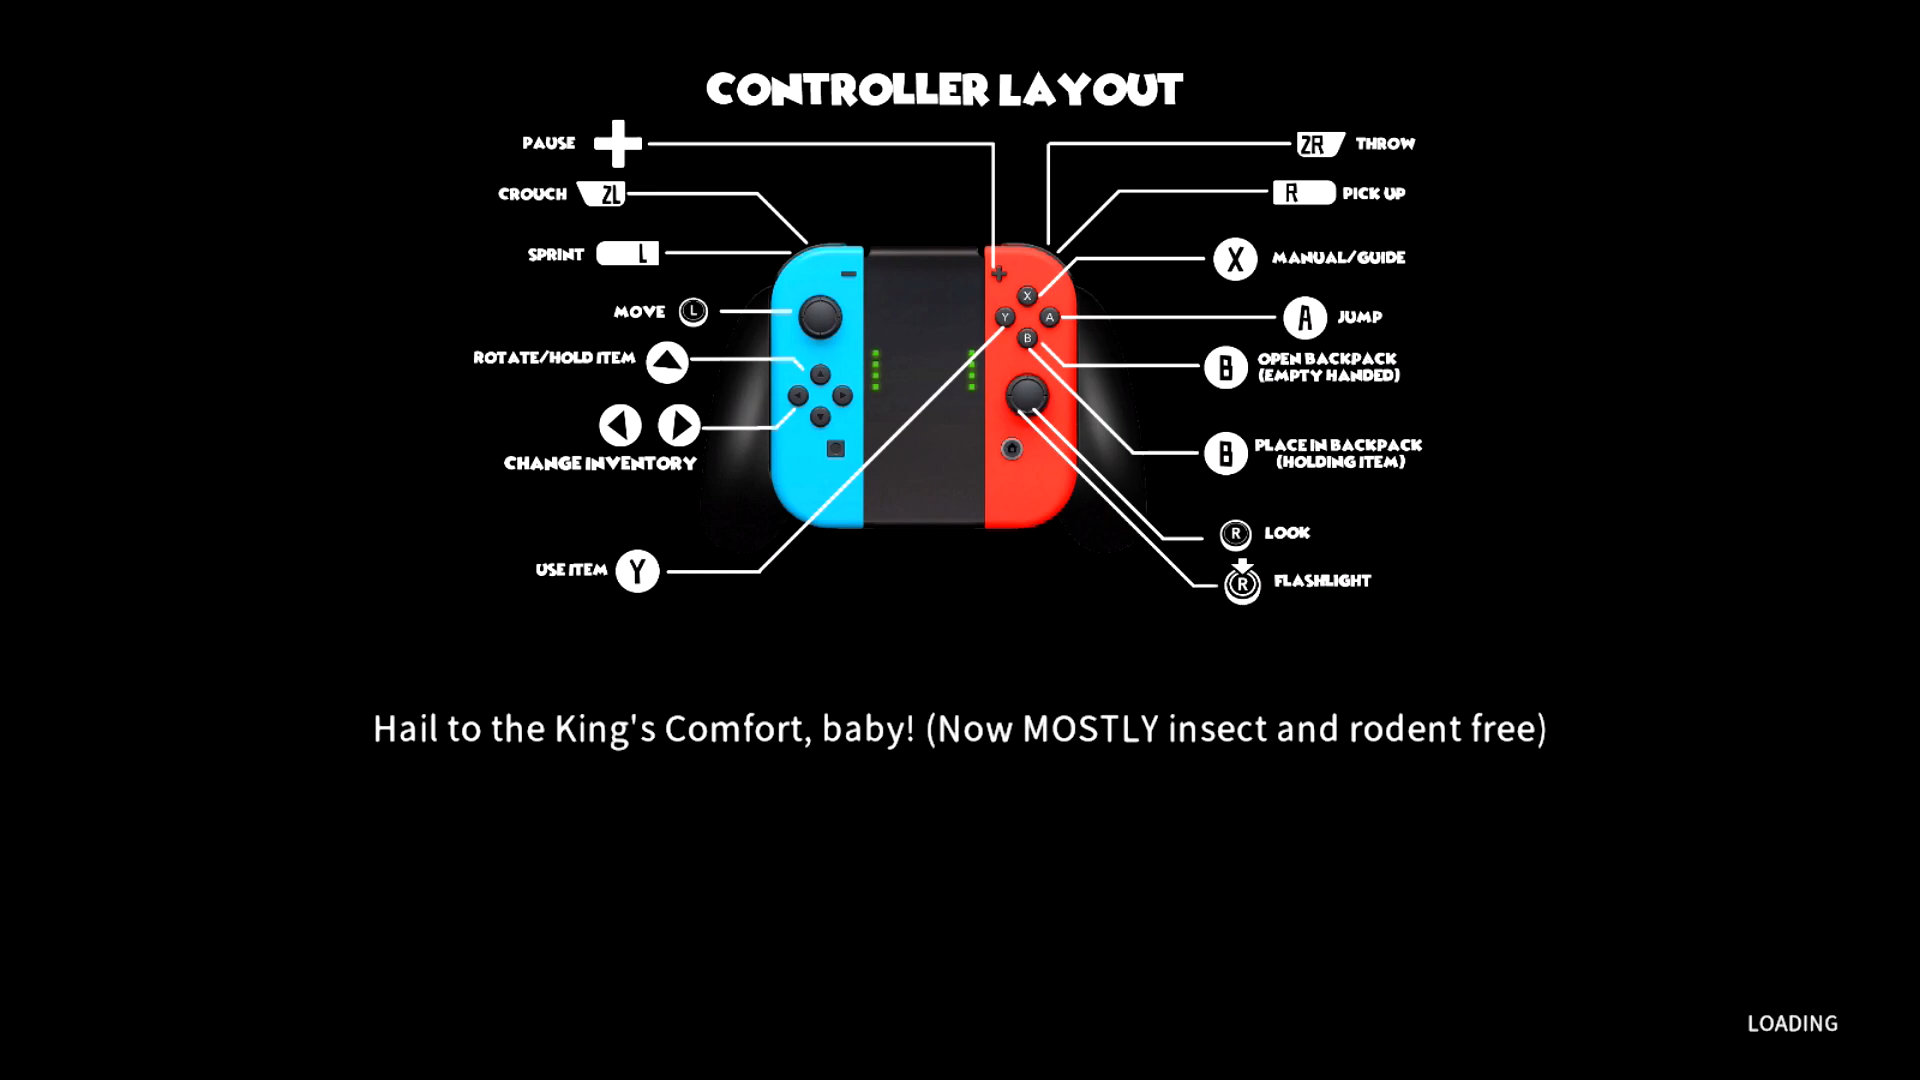 CONTROLLER LAYOUT
PAUSE
CROUCH ZL
SPRINT L
MOVE L
ROTATE/HOLD ITEM
CHANGE INVENTORY
USE ITEM Y
ZR THROW
R PICK UP
X MANUAL/GUIDE
A JUMP
B OPEN BACKPACK
(EMPTY HANDED)
B PLACE IN BACKPACK
(HOLDING ITEM)
R LOOK
R FLASHLIGHT
X
Y A
B
Hail to the King's Comfort, baby! (Now MOSTLY insect and rodent free)
LOADING